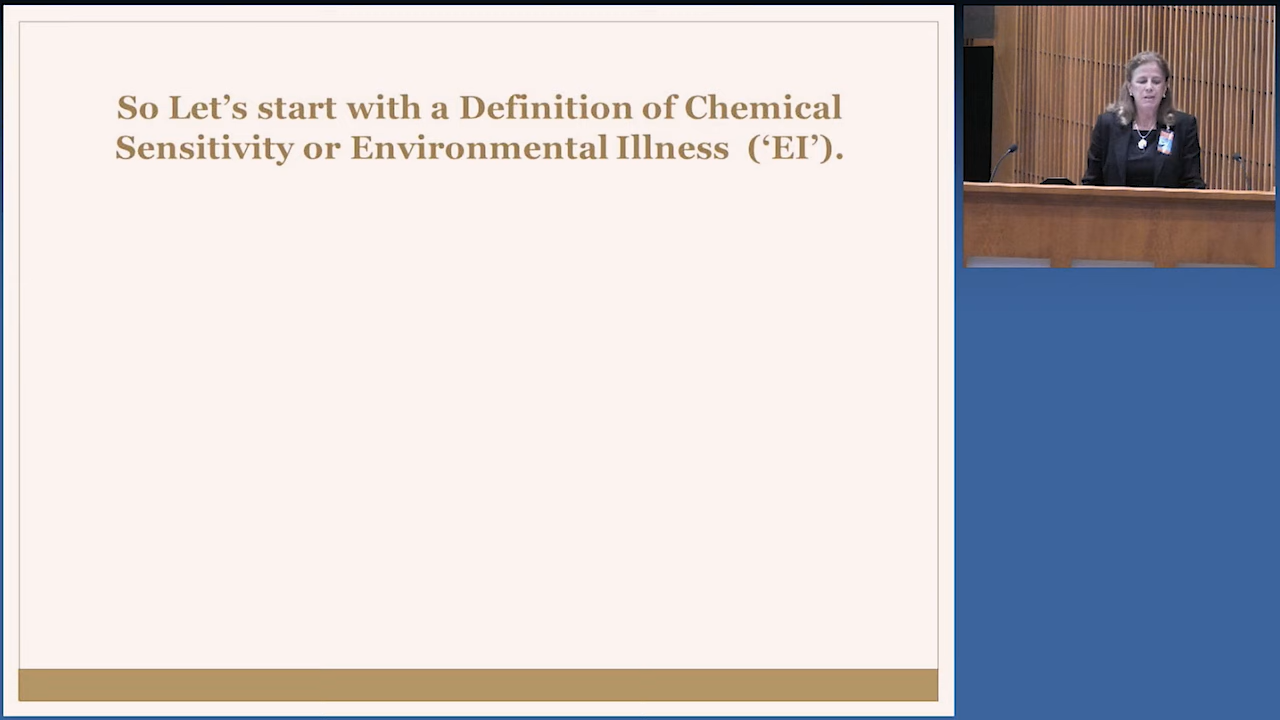 So Let’s start with a Definition of Chemical
Sensitivity or Environmental Illness (‘EI’).